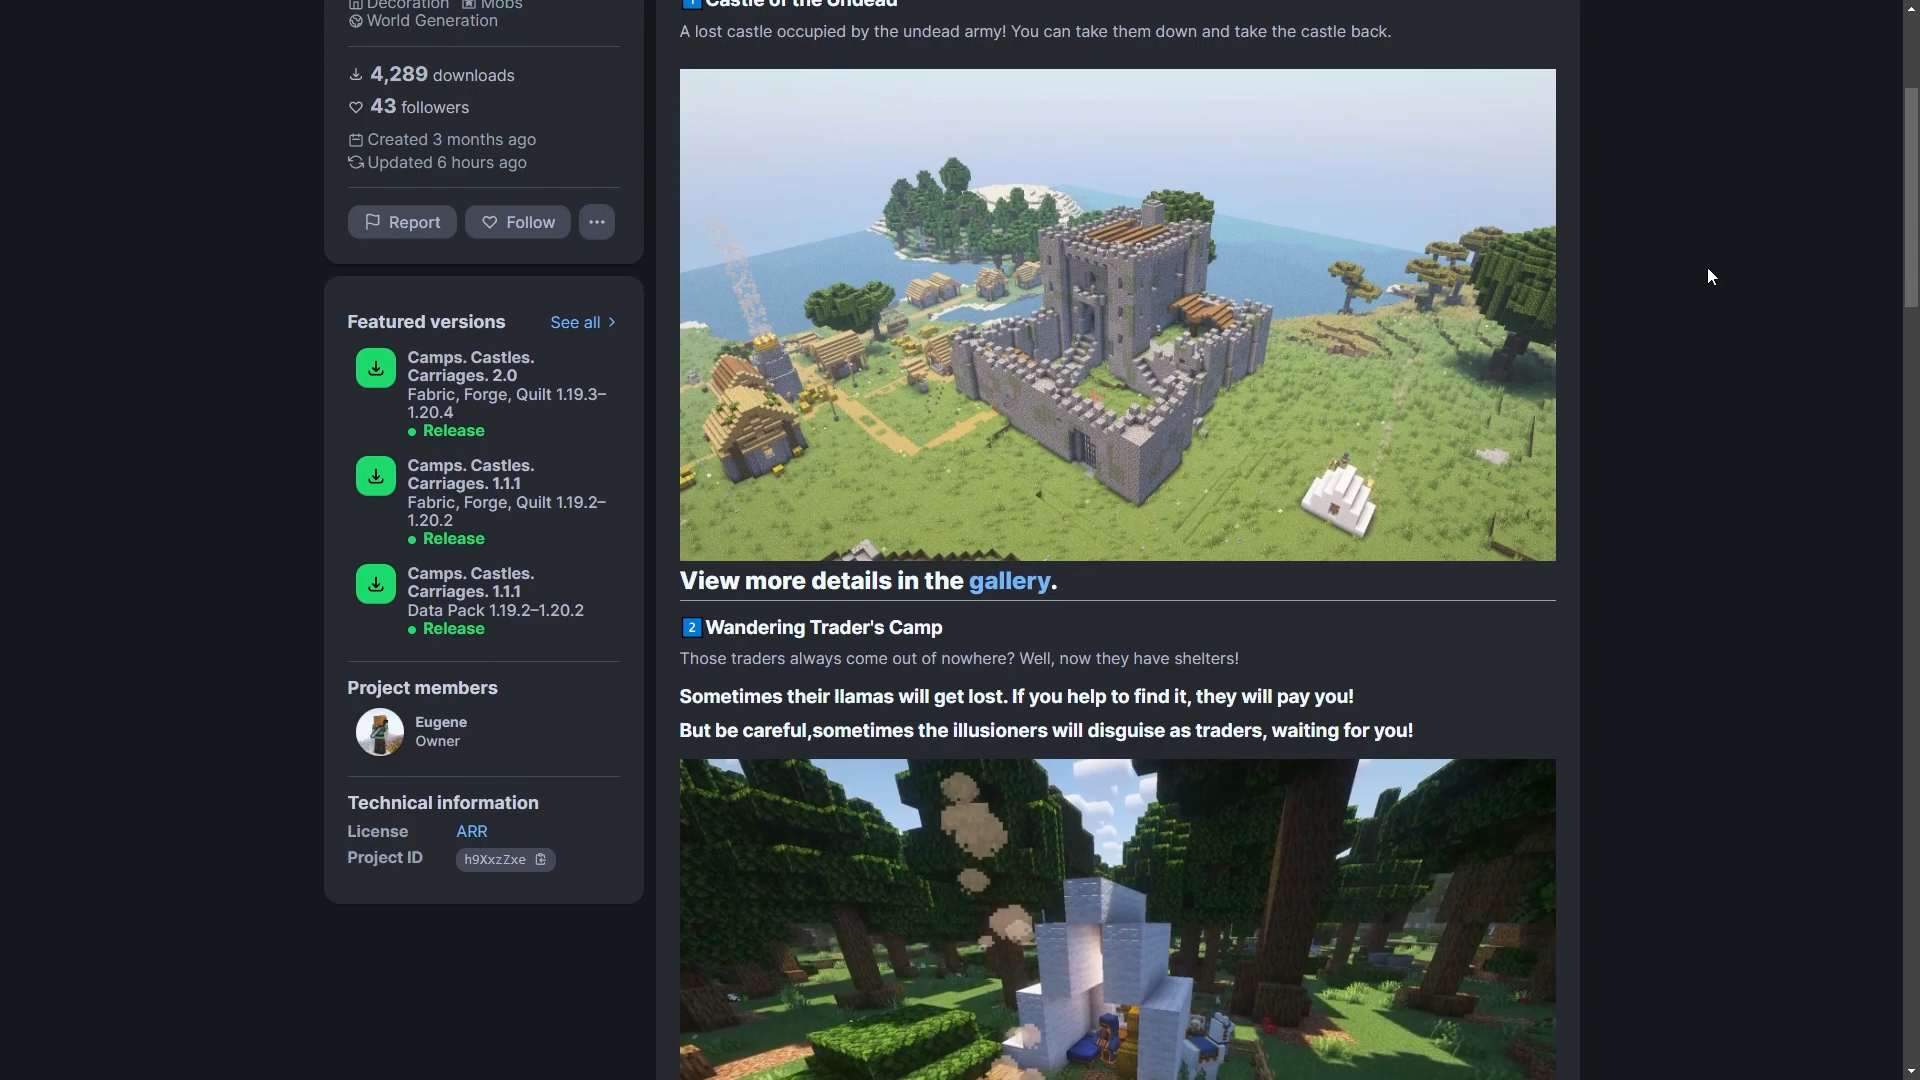 Decoration Mobs
World Generation
4,289 downloads
43 followers
Created 3 months ago
Updated 6 hours ago
Report Follow
Featured versions See all
Camps. Castles.
Carriages. 2.0
Fabric, Forge, Quilt 1.19.3–
1.20.4
Release
Camps. Castles.
Carriages. 1.1.1
Fabric, Forge, Quilt 1.19.2–
1.20.2
Release
Camps. Castles.
Carriages. 1.1.1
Data Pack 1.19.2–1.20.2
Release
Project members
Eugene
Owner
Technical information
License ARR
Project ID h9XxzZxe
1 Castle of the Undead
A lost castle occupied by the undead army! You can take them down and take the castle back.
View more details in the gallery.
2 Wandering Trader's Camp
Those traders always come out of nowhere? Well, now they have shelters!
Sometimes their llamas will get lost. If you help to find it, they will pay you!
But be careful,sometimes the illusioners will disguise as traders, waiting for you!